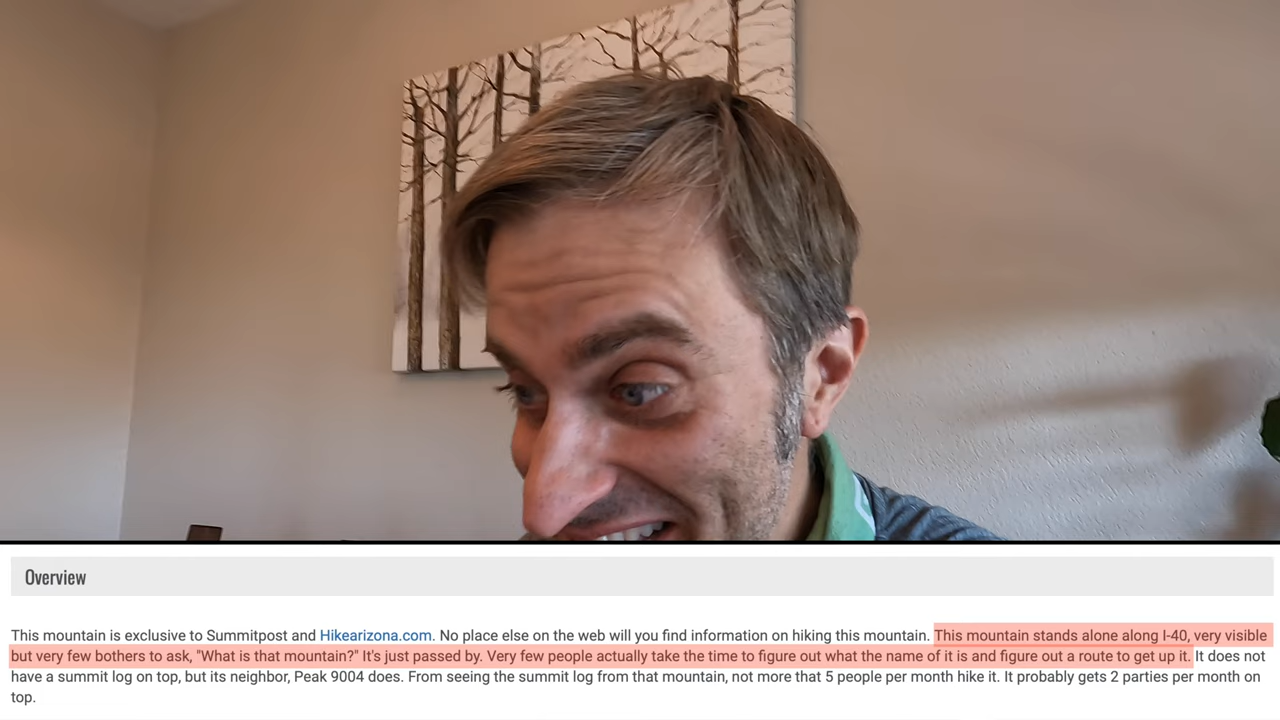 Overview
This mountain is exclusive to Summitpost and Hikearizona.com. No place else on the web will you find information on hiking this mountain. This mountain stands alone along I-40, very visible
but very few bothers to ask, "What is that mountain?" It's just passed by. Very few people actually take the time to figure out what the name of it is and figure out a route to get up it. It does not
have a summit log on top, but its neighbor, Peak 9004 does. From seeing the summit log from that mountain, not more that 5 people per month hike it. It probably gets 2 parties per month on
top.